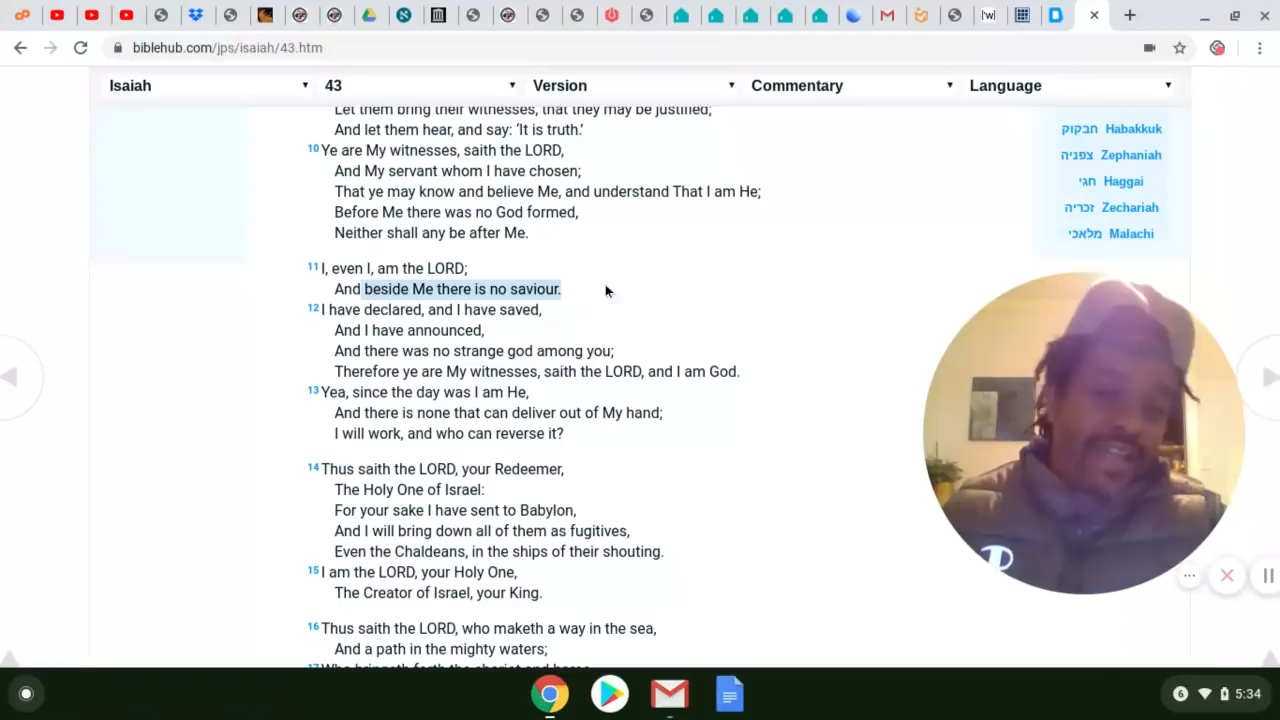 biblehub.com/jps/isaiah/43.htm
Isaiah 43 Version Commentary Language
Let them bring their witnesses, that they may be justified;
And let them hear, and say: ‘It is truth.’
10 Ye are My witnesses, saith the LORD,
And My servant whom I have chosen;
That ye may know and believe Me, and understand That I am He;
Before Me there was no God formed,
Neither shall any be after Me.
11 I, even I, am the LORD;
And beside Me there is no saviour.
12 I have declared, and I have saved,
And I have announced,
And there was no strange god among you;
Therefore ye are My witnesses, saith the LORD, and I am God.
13 Yea, since the day was I am He,
And there is none that can deliver out of My hand;
I will work, and who can reverse it?
14 Thus saith the LORD, your Redeemer,
The Holy One of Israel:
For your sake I have sent to Babylon,
And I will bring down all of them as fugitives,
Even the Chaldeans, in the ships of their shouting.
15 I am the LORD, your Holy One,
The Creator of Israel, your King.
16 Thus saith the LORD, who maketh a way in the sea,
And a path in the mighty waters;
חבקוק Habakkuk
צפניה Zephaniah
חגי Haggai
זכריה Zechariah
מלאכי Malachi
6 5:34